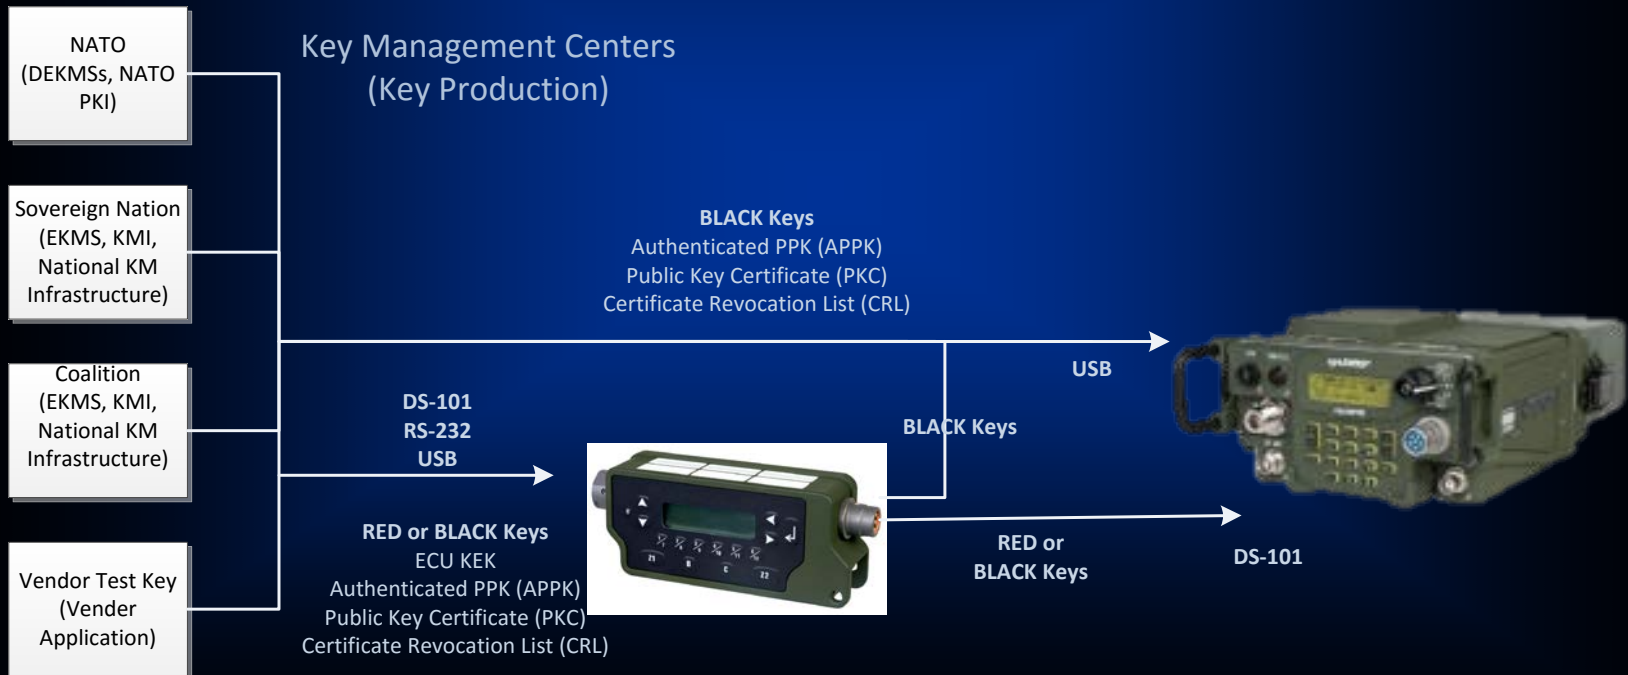 Key Management Centers
(Key Production)
NATO
(DEKMSs, NATO
PKI)
Sovereign Nation
(EKMS, KMI,
National KM
Infrastructure)
Coalition
(EKMS, KMI,
National KM
Infrastructure)
Vendor Test Key
(Vender
Application)
BLACK Keys
Authenticated PPK (APPK)
Public Key Certificate (PKC)
Certificate Revocation List (CRL)
USB
DS-101
RS-232
USB
BLACK Keys
RED or BLACK Keys
ECU KEK
Authenticated PPK (APPK)
Public Key Certificate (PKC)
Certificate Revocation List (CRL)
RED or
BLACK Keys
DS-101